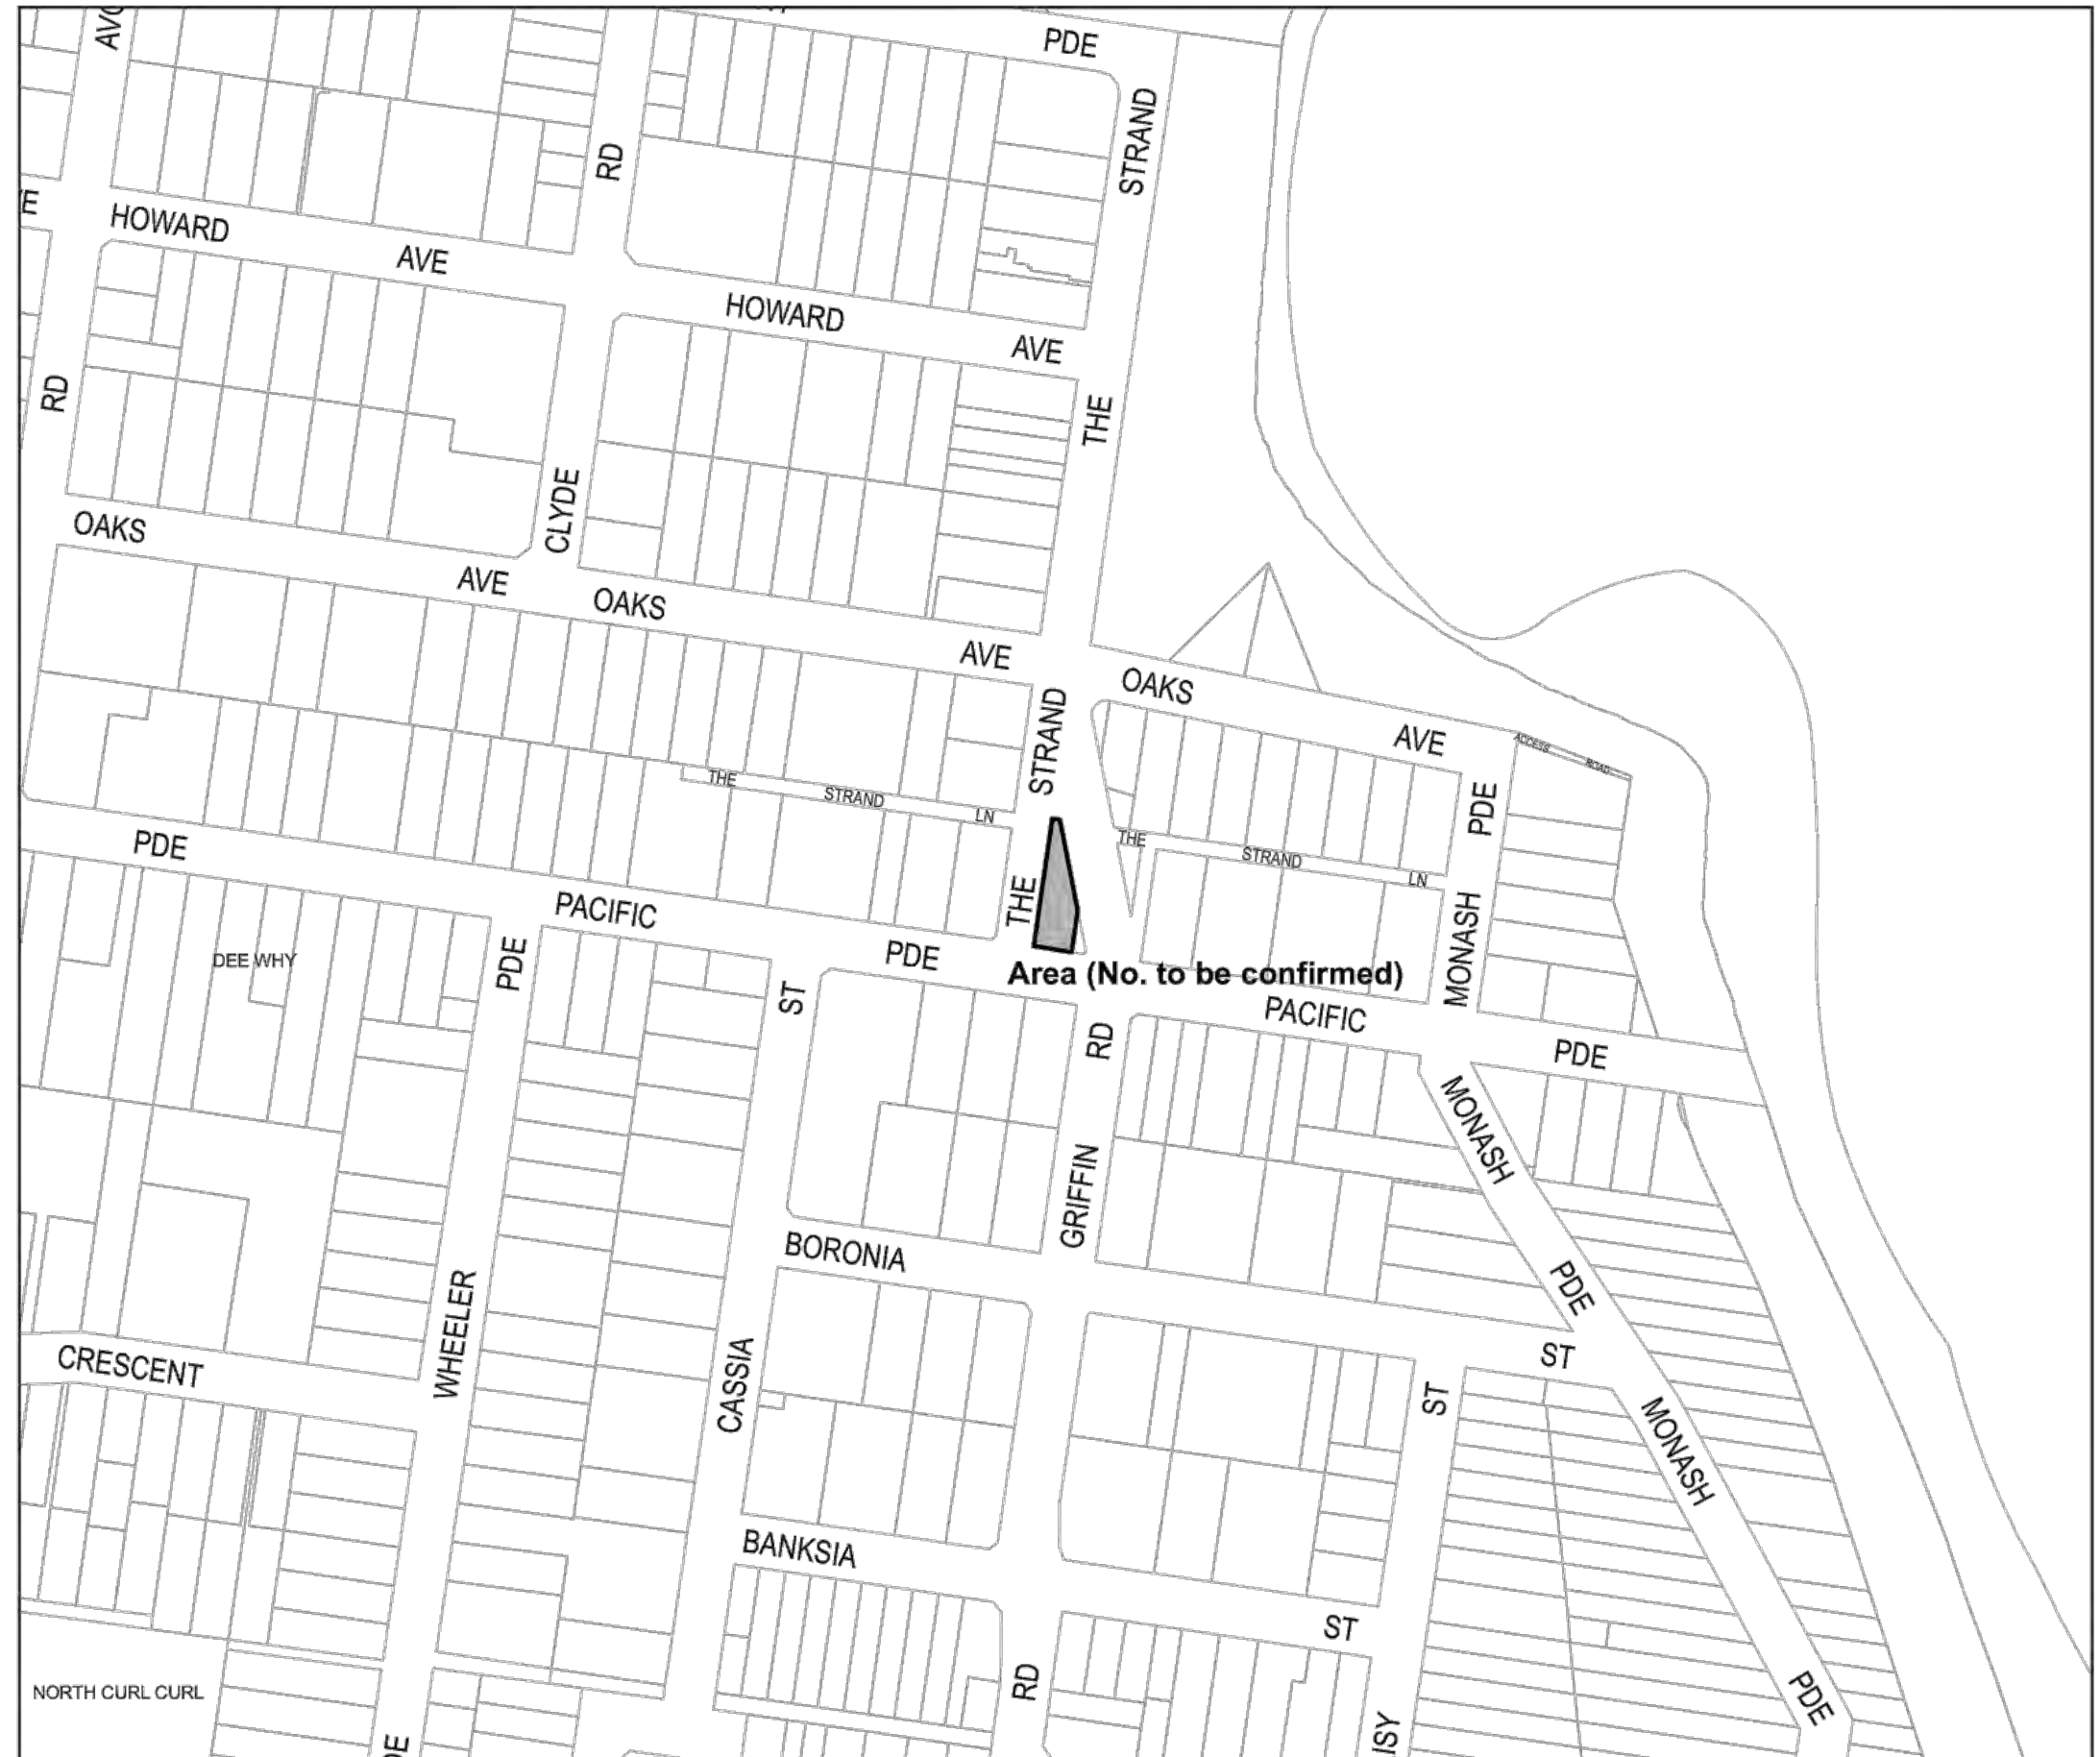 AVO
PDE
STRAND
RD
HOWARD
AVE
HOWARD
AVE
RD
THE
CLYDE
OAKS
AVE
OAKS
AVE
STRAND
OAKS
AVE
ACCESS
ROAD
THE
STRAND
LN
PDE
THE
STRAND
LN
PDE
THE
PACIFIC
PDE
MONASH
DEE WHY
PDE
ST
Area (No. to be confirmed)
PACIFIC
RD
PDE
MONASH
GRIFFIN
BORONIA
PDE
WHEELER
CRESCENT
CASSIA
ST
ST
MONASH
BANKSIA
ST
RD
NORTH CURL CURL
PDE